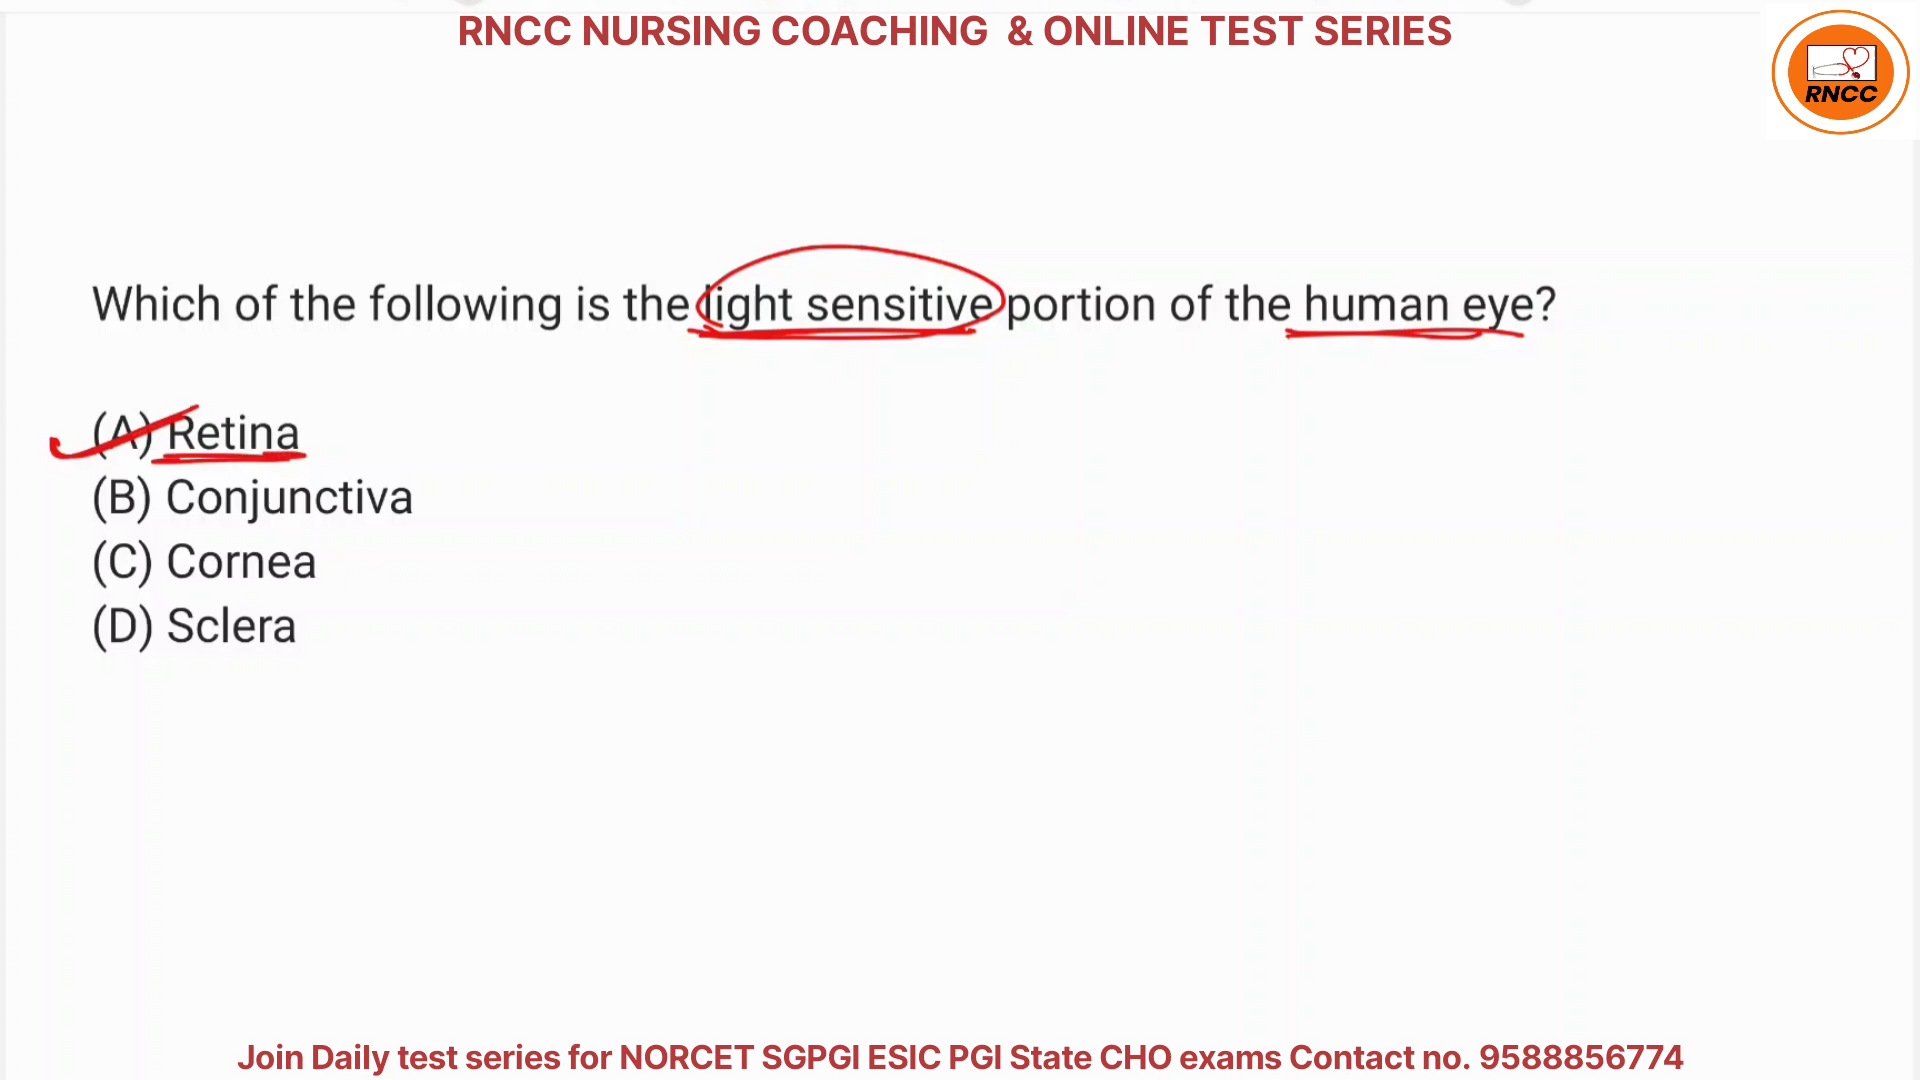 RNCC NURSING COACHING & ONLINE TEST SERIES
RNCC
Which of the following is the light sensitive portion of the human eye?
(A) Retina
(B) Conjunctiva
(C) Cornea
(D) Sclera
Join Daily test series for NORCET SGPGI ESIC PGI State CHO exams Contact no. 9588856774